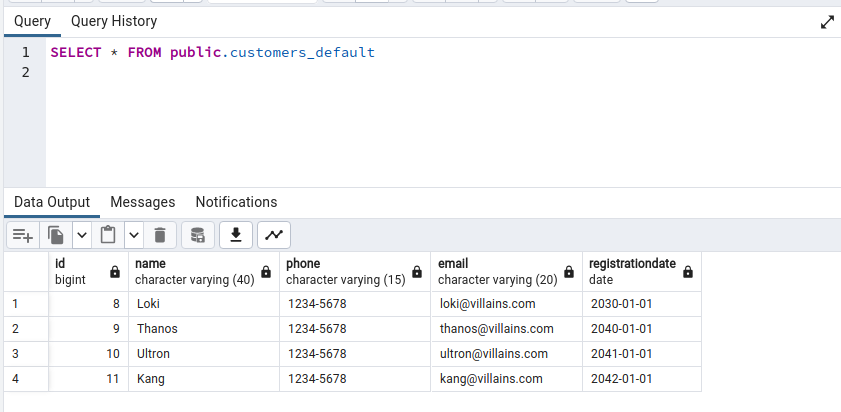 Query Query History
1 SELECT * FROM public.customers_default
2
Data Output Messages Notifications
id name phone email registrationdate
bigint character varying (40) character varying (15) character varying (20) date
1 8 Loki 1234-5678 loki@villains.com 2030-01-01
2 9 Thanos 1234-5678 thanos@villains.com 2040-01-01
3 10 Ultron 1234-5678 ultron@villains.com 2041-01-01
4 11 Kang 1234-5678 kang@villains.com 2042-01-01